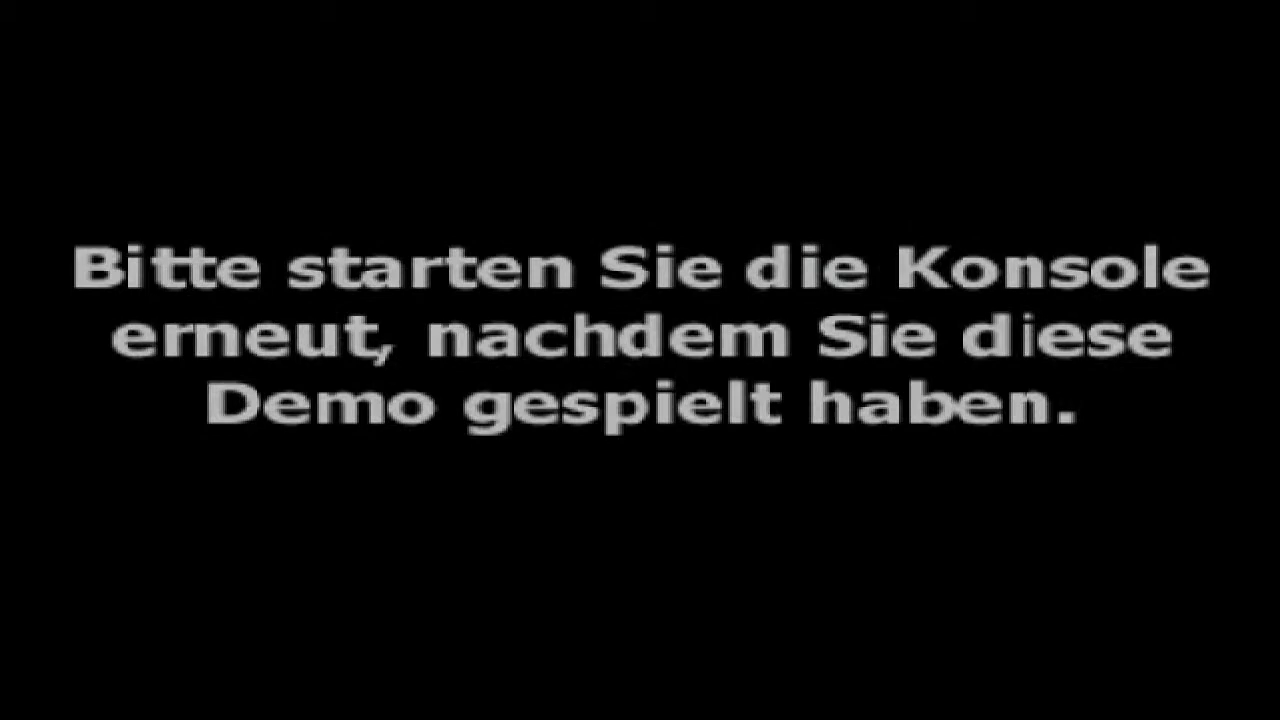 Bitte starten Sie die Konsole
erneut, nachdem Sie diese
Demo gespielt haben.